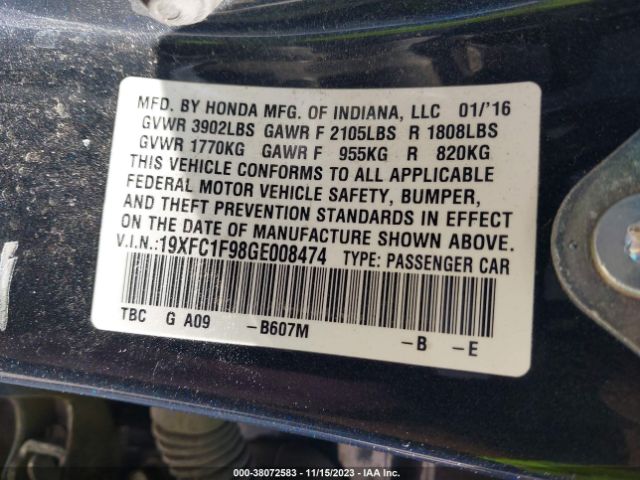 MFD. BY HONDA MFG. OF INDIANA, LLC 01/'16
GVWR 3902LBS GAWR F 2105LBS R 1808LBS
GVWR 1770KG GAWR F 955KG R 820KG
THIS VEHICLE CONFORMS TO ALL APPLICABLE
FEDERAL MOTOR VEHICLE SAFETY, BUMPER,
AND THEFT PREVENTION STANDARDS IN EFFECT
ON THE DATE OF MANUFACTURE SHOWN ABOVE.
V.I.N.:19XFC1F98GE008474 TYPE: PASSENGER CAR
TBC G A09 -B607M -B -E
000-38072583 - 11/15/2023 - IAA Inc.